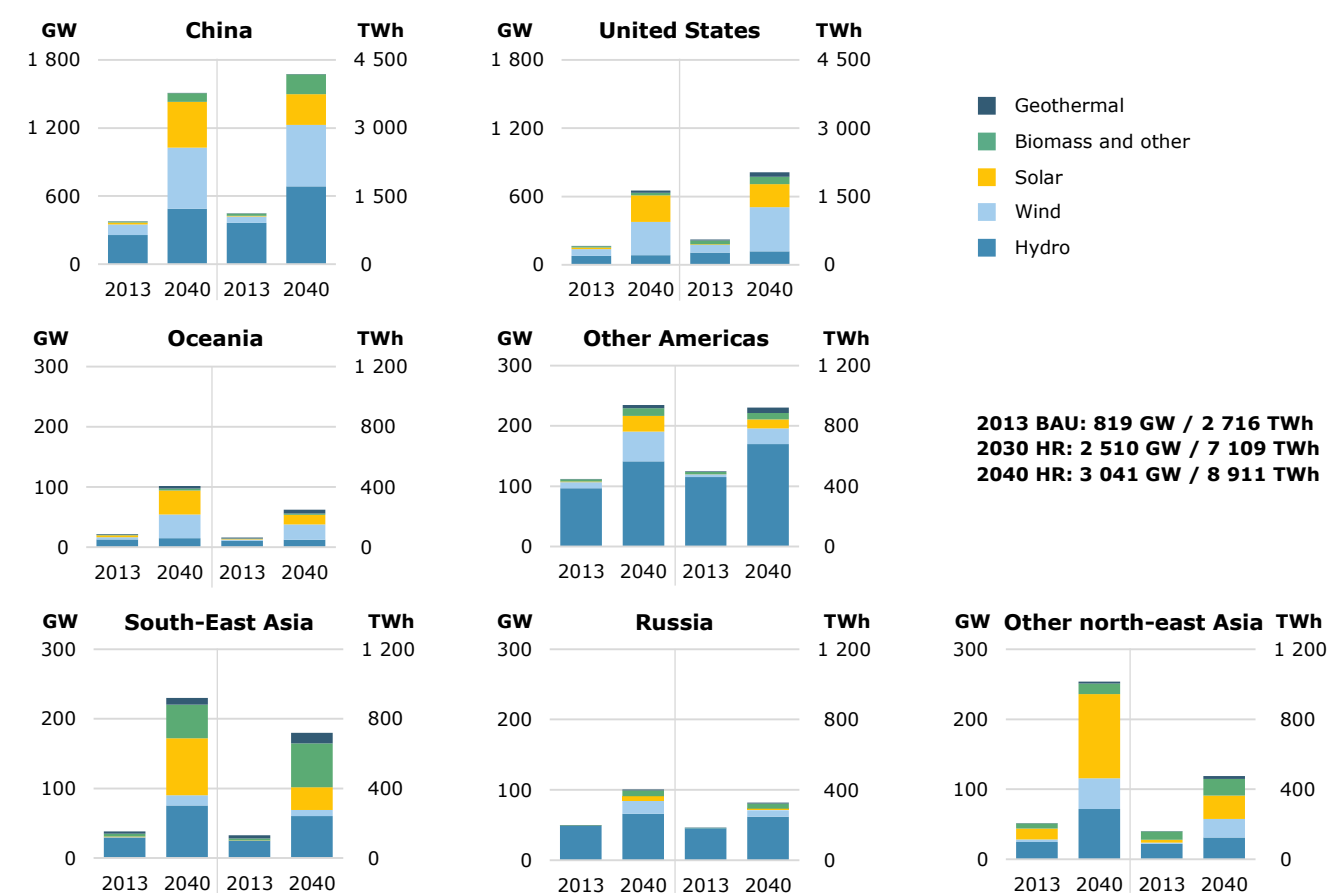 GW China TWh
1 800 4 500
1 200 3 000
600 1 500
0 0
2013 2040 2013 2040
GW United States TWh
1 800 4 500
1 200 3 000
600 1 500
0 0
2013 2040 2013 2040
Geothermal
Biomass and other
Solar
Wind
Hydro
GW Oceania TWh
300 1 200
200 800
100 400
0 0
2013 2040 2013 2040
GW Other Americas TWh
300 1 200
200 800
100 400
0 0
2013 2040 2013 2040
2013 BAU: 819 GW / 2 716 TWh
2030 HR: 2 510 GW / 7 109 TWh
2040 HR: 3 041 GW / 8 911 TWh
GW South-East Asia TWh
300 1 200
200 800
100 400
0 0
2013 2040 2013 2040
GW Russia TWh
300 1 200
200 800
100 400
0 0
2013 2040 2013 2040
GW Other north-east Asia TWh
300 1 200
200 800
100 400
0 0
2013 2040 2013 2040